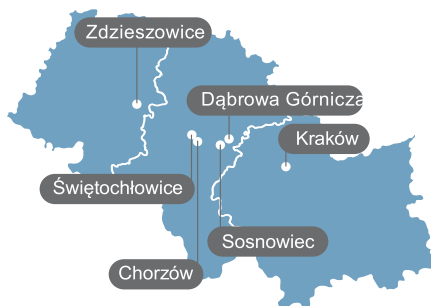 Zdzieszowice
Dąbrowa Górnicza
Kraków
Świętochłowice
Sosnowiec
Chorzów